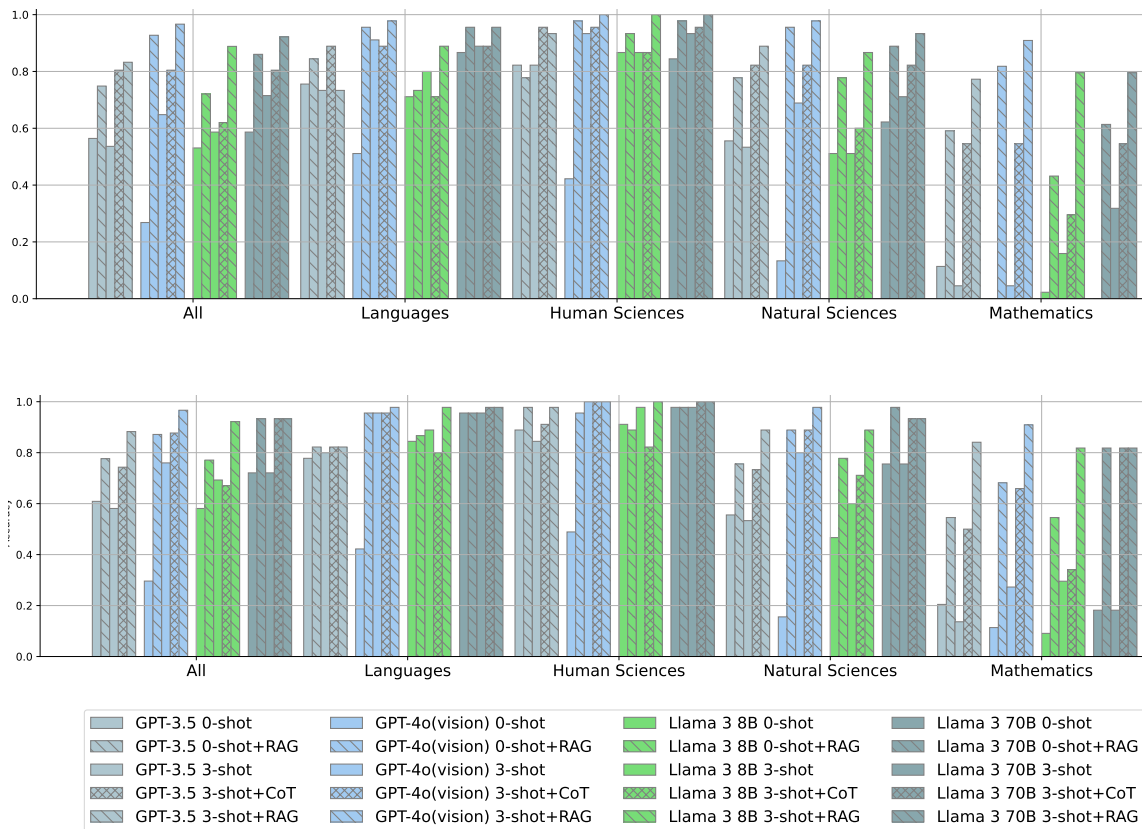 1.0
0.8
0.6
0.4
0.2
0.0
All Languages Human Sciences Natural Sciences Mathematics
1.0
0.8
0.6
0.4
0.2
0.0
All Languages Human Sciences Natural Sciences Mathematics
GPT-3.5 0-shot GPT-4o(vision) 0-shot Llama 3 8B 0-shot Llama 3 70B 0-shot
GPT-3.5 0-shot+RAG GPT-4o(vision) 0-shot+RAG Llama 3 8B 0-shot+RAG Llama 3 70B 0-shot+RAG
GPT-3.5 3-shot GPT-4o(vision) 3-shot Llama 3 8B 3-shot Llama 3 70B 3-shot
GPT-3.5 3-shot+CoT GPT-4o(vision) 3-shot+CoT Llama 3 8B 3-shot+CoT Llama 3 70B 3-shot+CoT
GPT-3.5 3-shot+RAG GPT-4o(vision) 3-shot+RAG Llama 3 8B 3-shot+RAG Llama 3 70B 3-shot+RAG